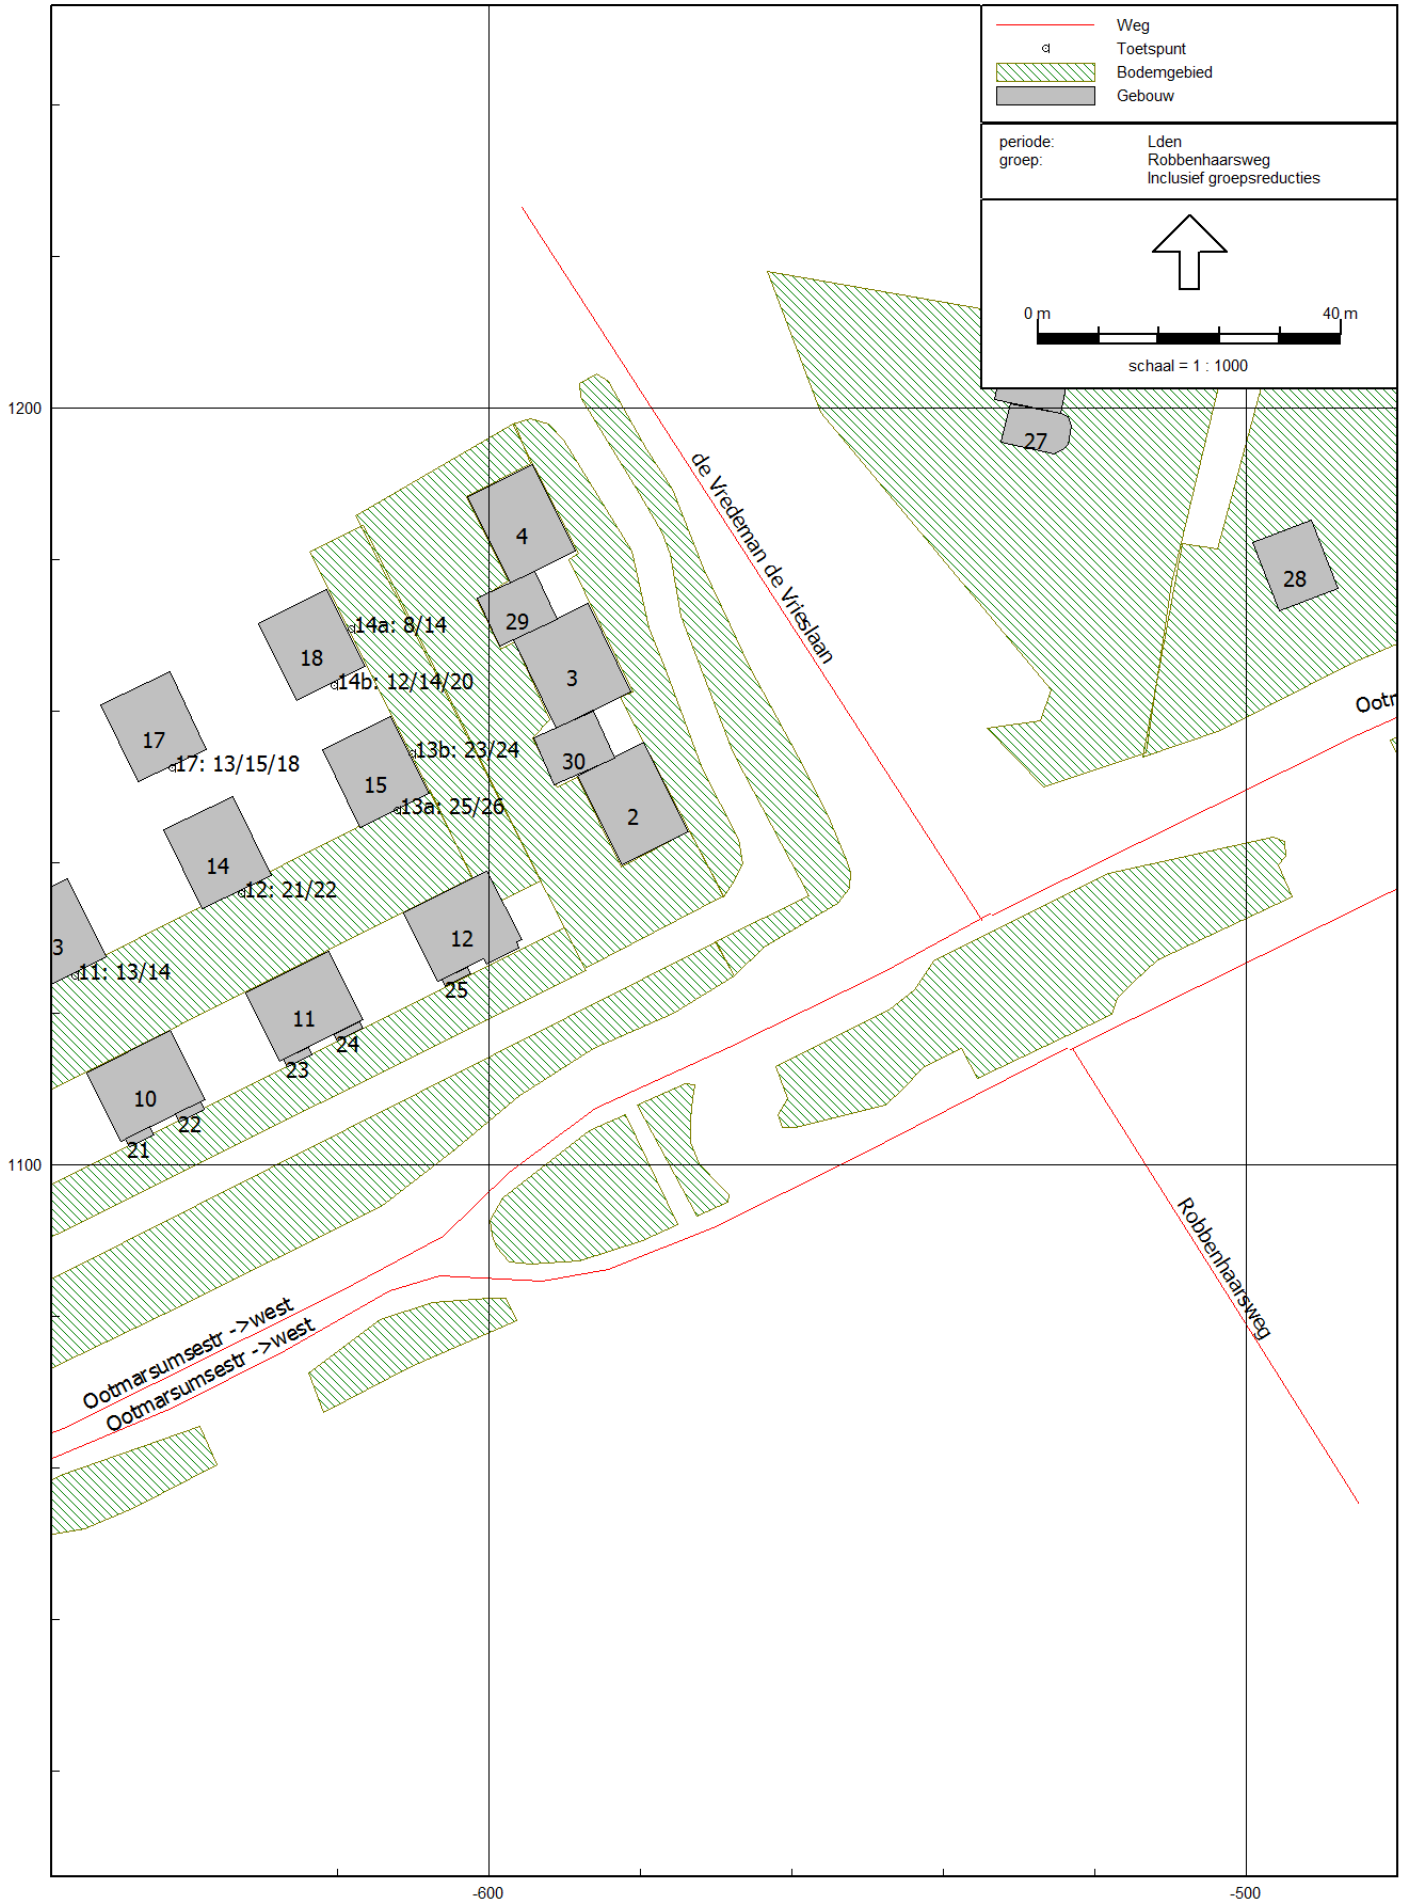 Weg
Toetspunt
Bodemgebied
Gebouw
periode: Lden
groep: Robbenhaarsweg
Inclusief groepsreducties
0 m 40 m
schaal = 1 : 1000
1200
27
de Vredeman de Vrieslaan
4
28
29
14a: 8/14
18
14b: 12/14/20
3
Ootr
17
17: 13/15/18
13b: 23/24
30
15
13a: 25/26
2
14
12: 21/22
3
12
11: 13/14
25
11
24
23
10
22
21
1100
Robbenhaarsweg
Ootmarsumsestr ->west
Ootmarsumsestr ->west
-600
-500